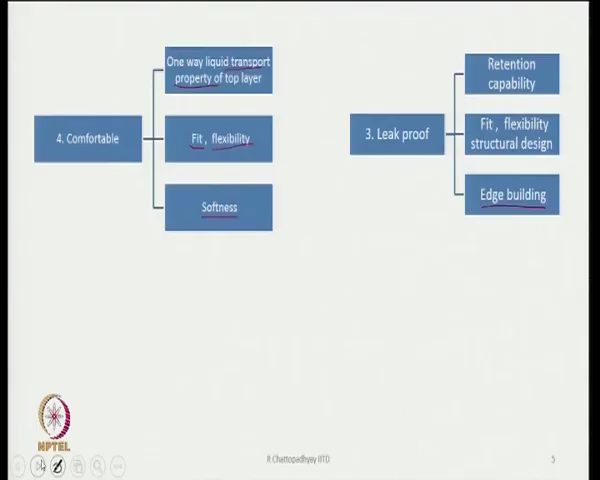 One way liquid transport
property of top layer
4. Comfortable
Fit , flexibility
Softness
Retention
capability
3. Leak proof
Fit , flexibility
structural design
Edge building
NPTEL
R Chattopadhyay IITD
5